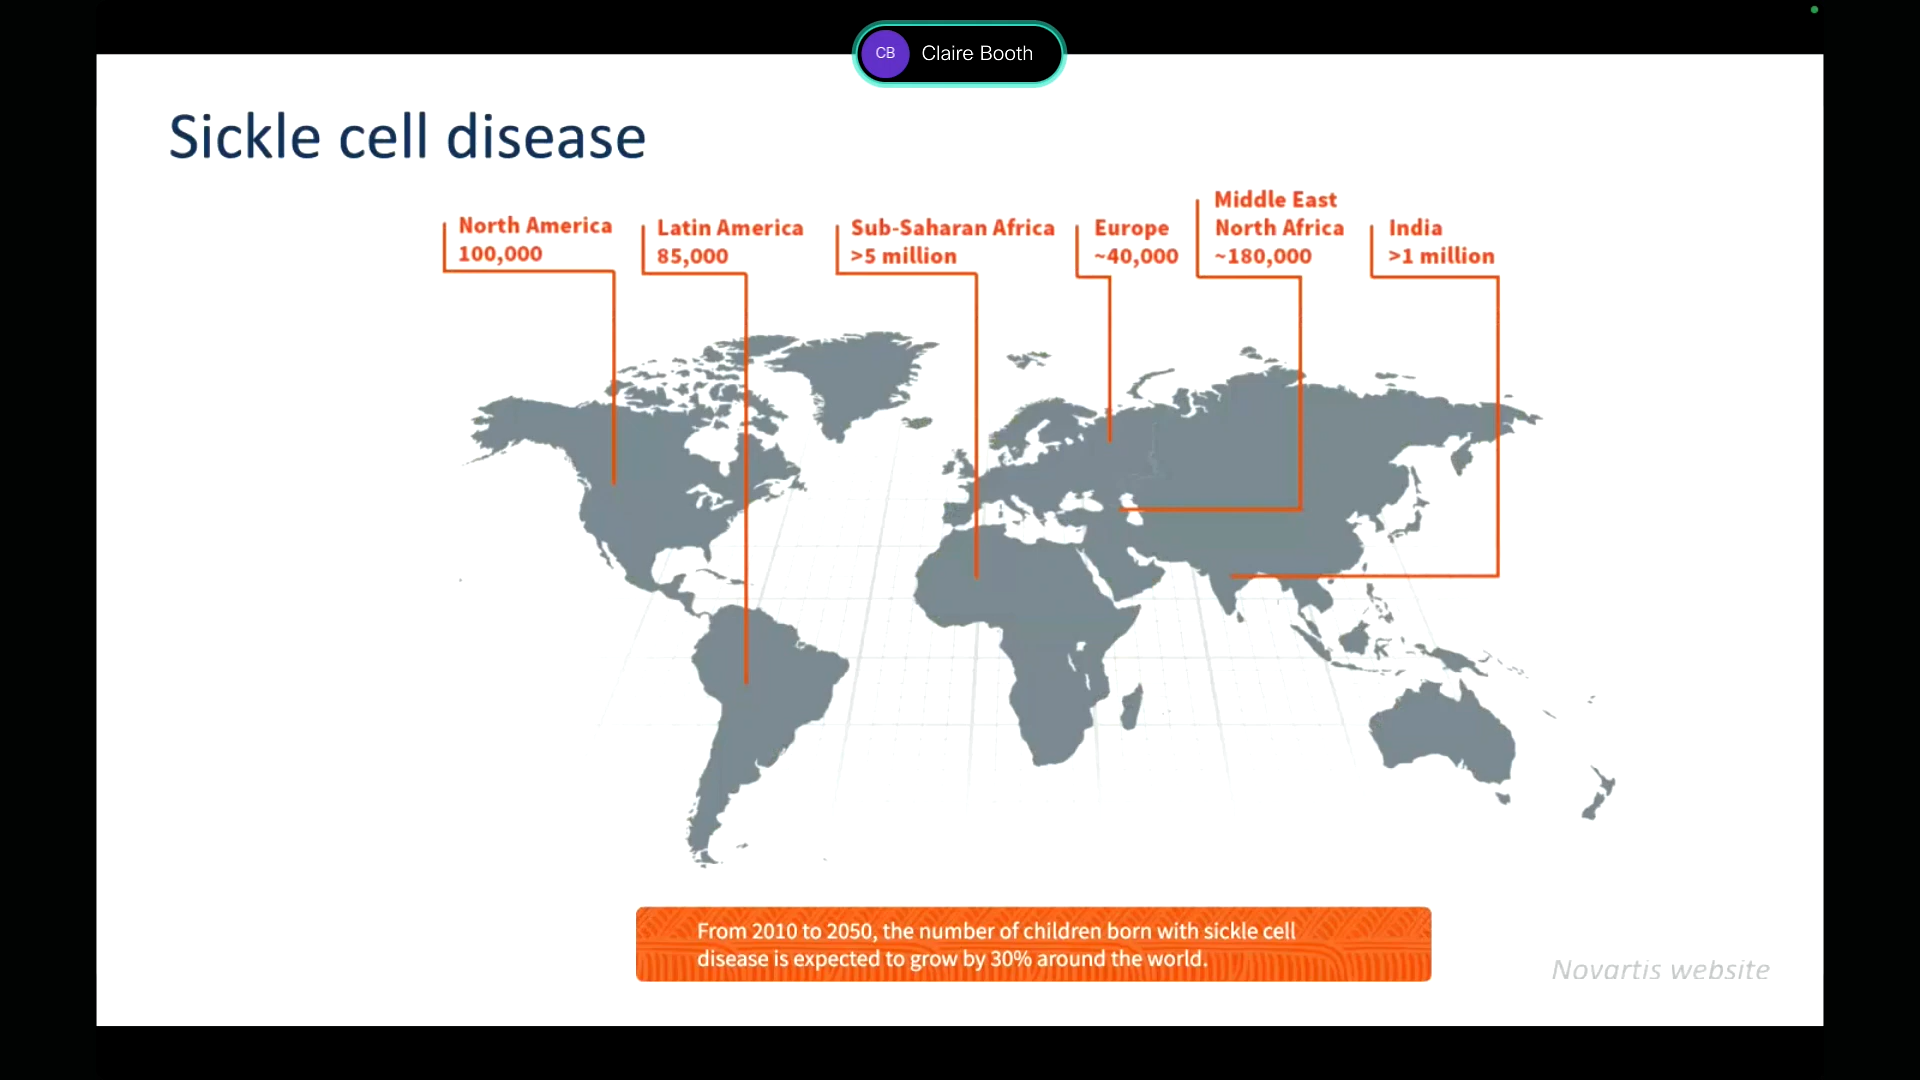 CB
Claire Booth
Sickle cell disease
North America
100,000
Latin America
85,000
Sub-Saharan Africa
>5 million
Europe
~40,000
Middle East
North Africa
~180,000
India
>1 million
From 2010 to 2050, the number of children born with sickle cell
disease is expected to grow by 30% around the world.
Novartis website